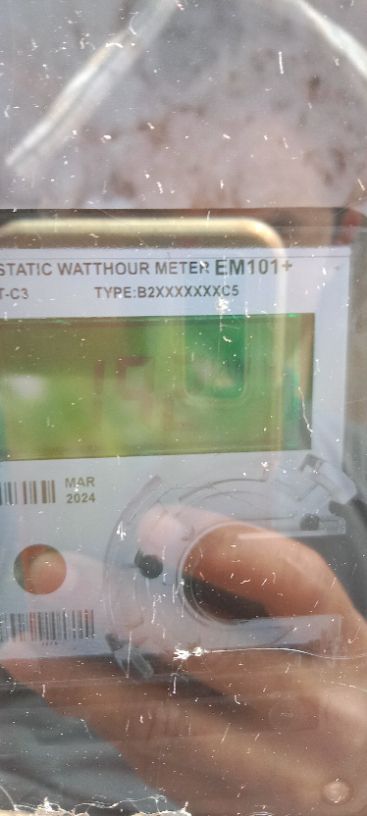 STATIC WATTHOUR METER EM101+
T-C3 TYPE:B2XXXXXXXC5
MAR
2024